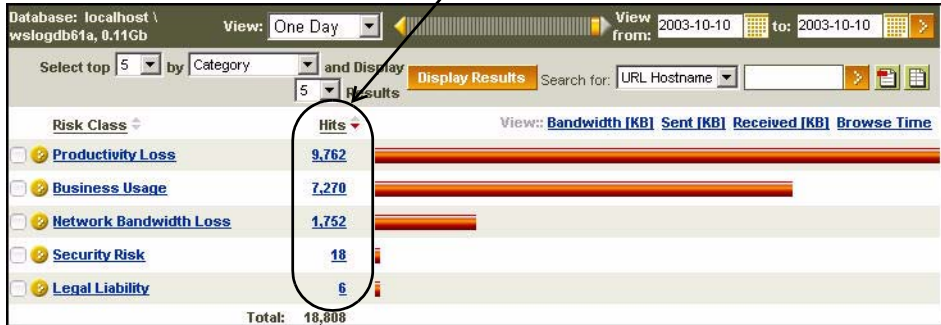 Database: localhost \
wslogdb61a, 0.11Gb
View: One Day
View from: 2003-10-10 to: 2003-10-10
Select top 5 by Category and Display 5 Results
Display Results
Search for: URL Hostname
Risk Class Hits View:: Bandwidth [KB] Sent [KB] Received [KB] Browse Time
Productivity Loss 9,762
Business Usage 7,270
Network Bandwidth Loss 1,752
Security Risk 18
Legal Liability 6
Total: 18,808